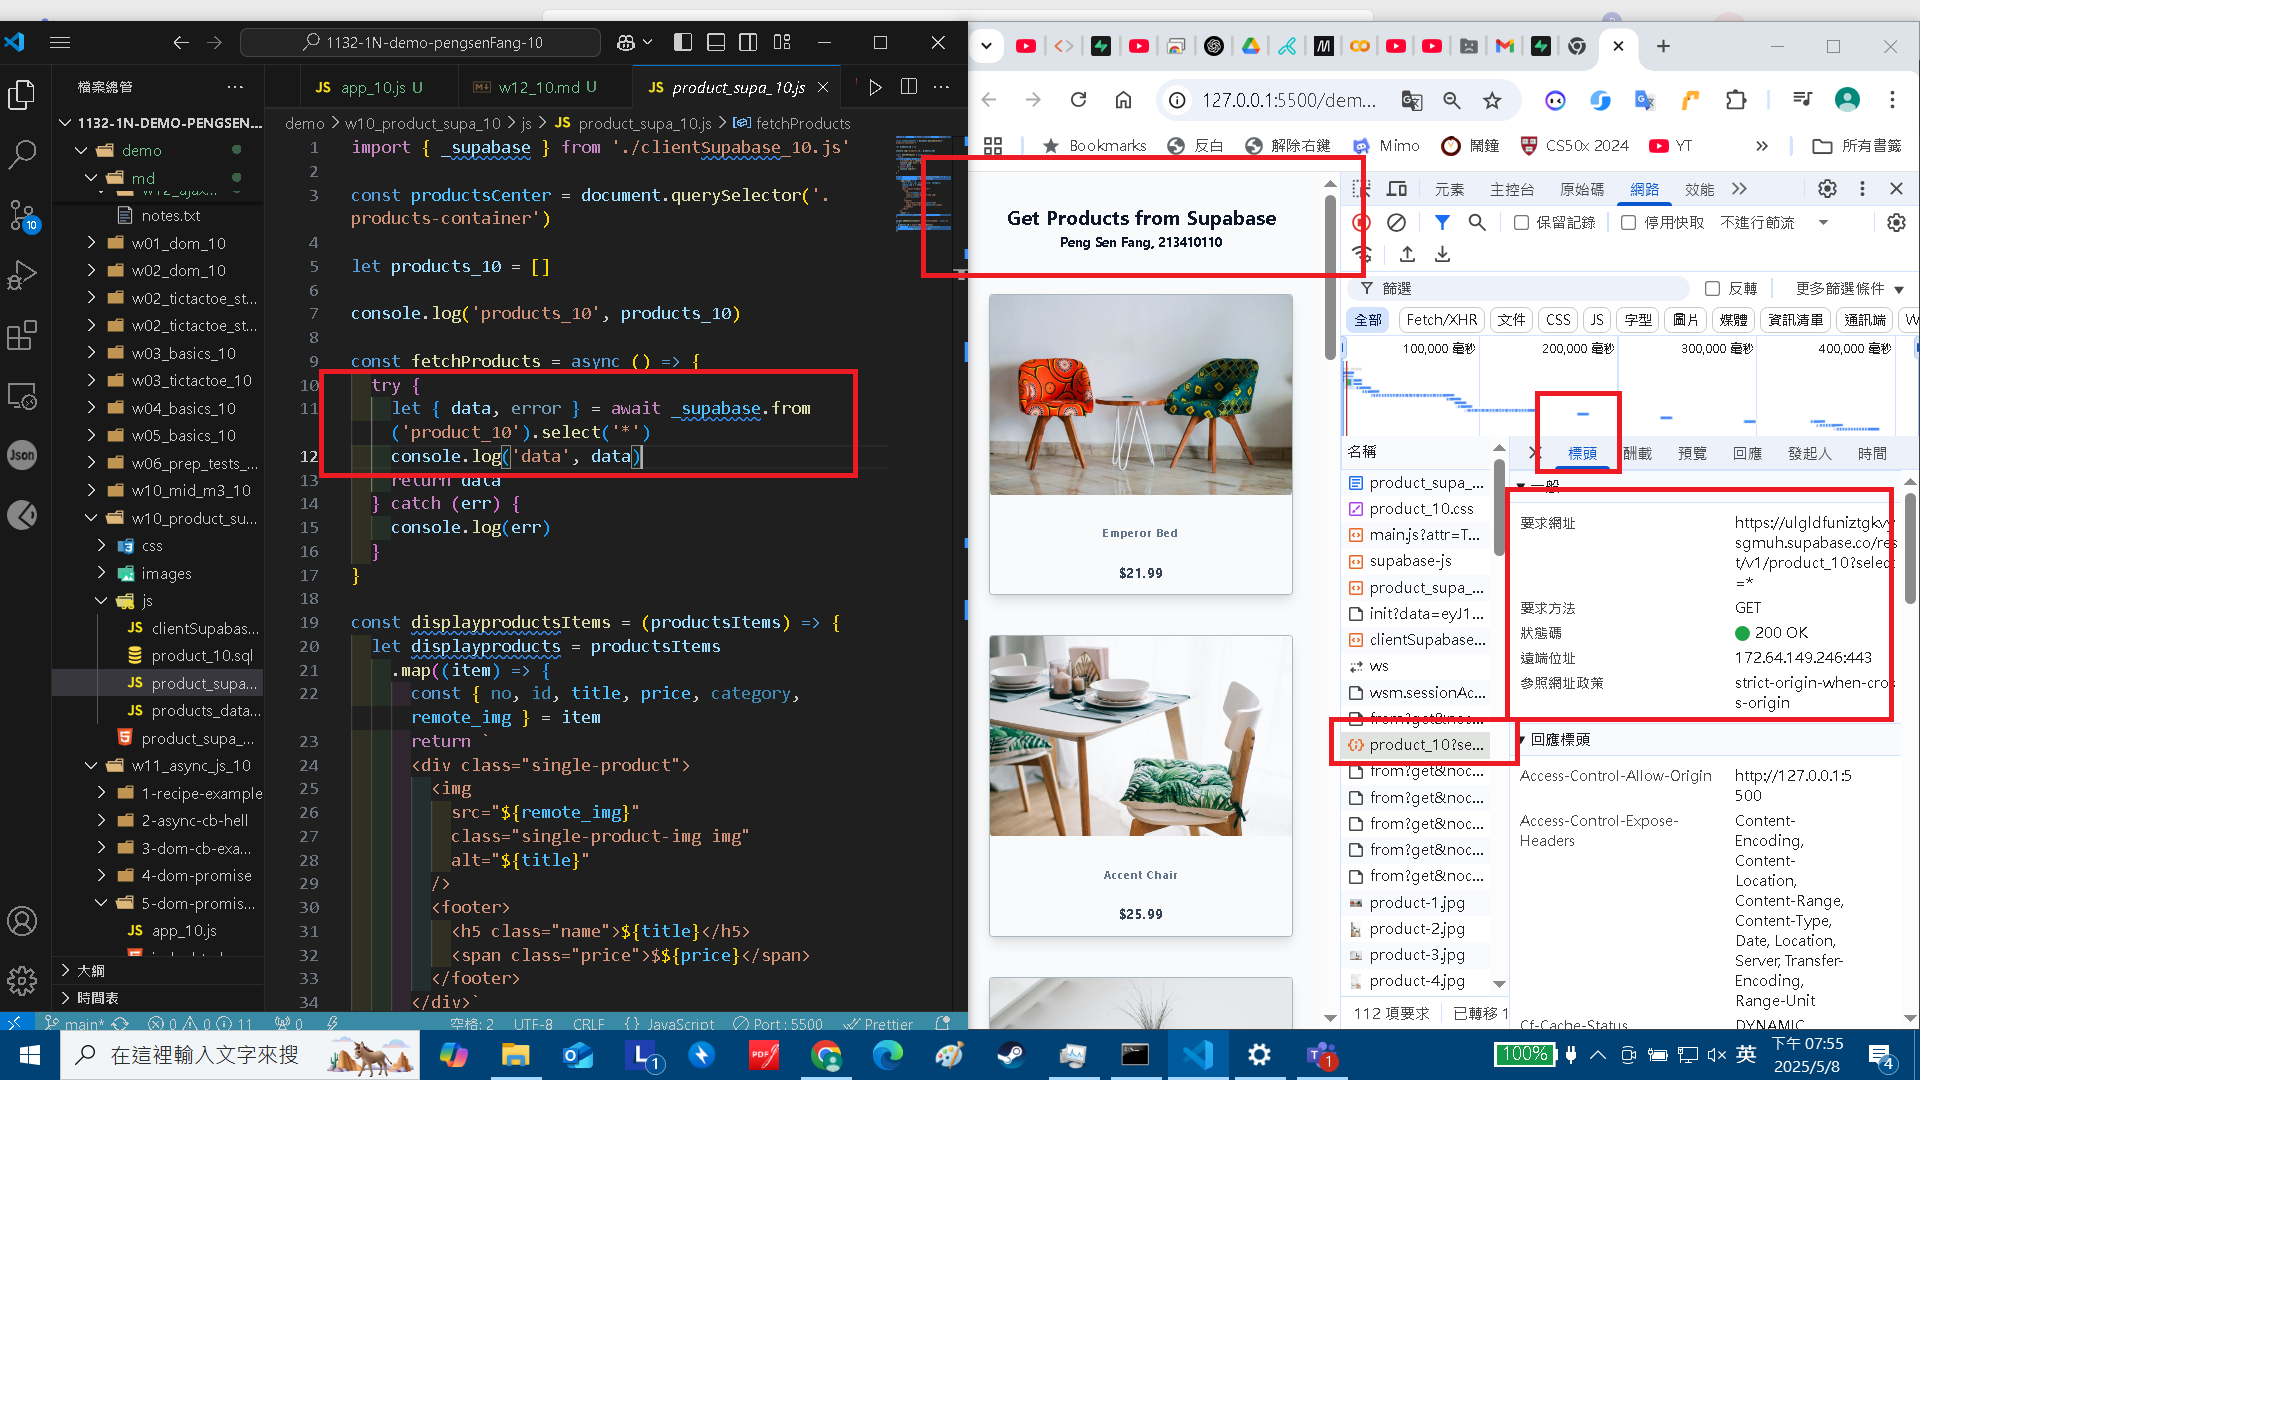 1132-1N-demo-pengsenFang-10
檔案總管
1132-1N-DEMO-PENGSEN...
demo
md
notes.txt
w01_dom_10
w02_dom_10
w02_tictactoe_st...
w02_tictactoe_st...
w03_basics_10
w03_tictactoe_10
w04_basics_10
w05_basics_10
w06_prep_tests_...
w10_mid_m3_10
w10_product_su...
css
images
js
clientSupabas...
product_10.sql
product_supa...
products_data...
product_supa_...
w11_async_js_10
1-recipe-example
2-async-cb-hell
3-dom-cb-exa...
4-dom-promise
5-dom-promis...
app_10.js
大綱
時間表
10
Json
JS app_10.js U
w12_10.md U
JS product_supa_10.js
demo > w10_product_supa_10 > js > JS product_supa_10.js > fetchProducts
1 import { _supabase } from './clientSupabase_10.js'
2
3 const productsCenter = document.querySelector('.
products-container')
4
5 let products_10 = []
6
7 console.log('products_10', products_10)
8
9 const fetchProducts = async () => {
10 try {
11 let { data, error } = await _supabase.from
('product_10').select('*')
12 console.log('data', data)
13 return data
14 } catch (err) {
15 console.log(err)
16 }
17 }
18
19 const displayproductsItems = (productsItems) => {
20 let displayproducts = productsItems
21 .map((item) => {
22 const { no, id, title, price, category,
remote_img } = item
23 return `
24 <div class="single-product">
25 <img
26 src="${remote_img}"
27 class="single-product-img img"
28 alt="${title}"
29 />
30 <footer>
31 <h5 class="name">${title}</h5>
32 <span class="price">$${price}</span>
33 </footer>
34 </div>`
main* 0 0 11 0 空格: 2 UTF-8 CRLF {} JavaScript Port : 5500 Prettier
127.0.0.1:5500/dem...
Bookmarks 反白 解除右鍵 Mimo 鬧鐘 CS50x 2024 YT 所有書籤
Get Products from Supabase
Peng Sen Fang, 213410110
Emperor Bed
$21.99
Accent Chair
$25.99
元素 主控台 原始碼 網路 效能
保留記錄 停用快取 不進行節流
篩選 反轉 更多篩選條件
全部 Fetch/XHR 文件 CSS JS 字型 圖片 媒體 資訊清單 通訊端 W
100,000 毫秒 200,000 毫秒 300,000 毫秒 400,000 毫秒
名稱
product_supa_...
product_10.css
main.js?attr=T...
supabase-js
product_supa_...
init?data=eyJ1...
clientSupabase...
ws
wsm.sessionAc...
from?get&noc...
product_10?se...
from?get&noc...
from?get&noc...
from?get&noc...
from?get&noc...
from?get&noc...
product-1.jpg
product-2.jpg
product-3.jpg
product-4.jpg
112 項要求 已轉移 1
標頭 酬載 預覽 回應 發起人 時間
一般
要求網址 https://ulgldfuniztgkvy
sgmuh.supabase.co/res
t/v1/product_10?select
=*
要求方法 GET
狀態碼 200 OK
遠端位址 172.64.149.246:443
參照網址政策 strict-origin-when-cros
s-origin
回應標頭
Access-Control-Allow-Origin http://127.0.0.1:5
500
Access-Control-Expose-
Headers
Content-
Encoding,
Content-
Location,
Content-Range,
Content-Type,
Date, Location,
Server, Transfer-
Encoding,
Range-Unit
Cf-Cache-Status DYNAMIC
在這裡輸入文字來搜
100% 英 下午 07:55
2025/5/8
4